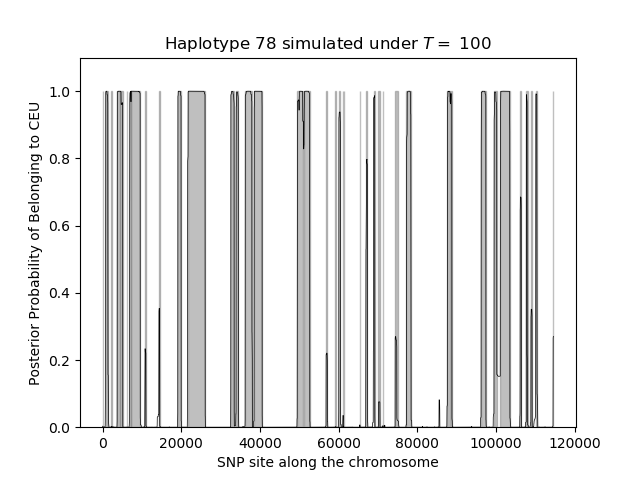 Haplotype 78 simulated under T = 100
Posterior Probability of Belonging to CEU
1.0
0.8
0.6
0.4
0.2
0.0
0 20000 40000 60000 80000 100000 120000
SNP site along the chromosome